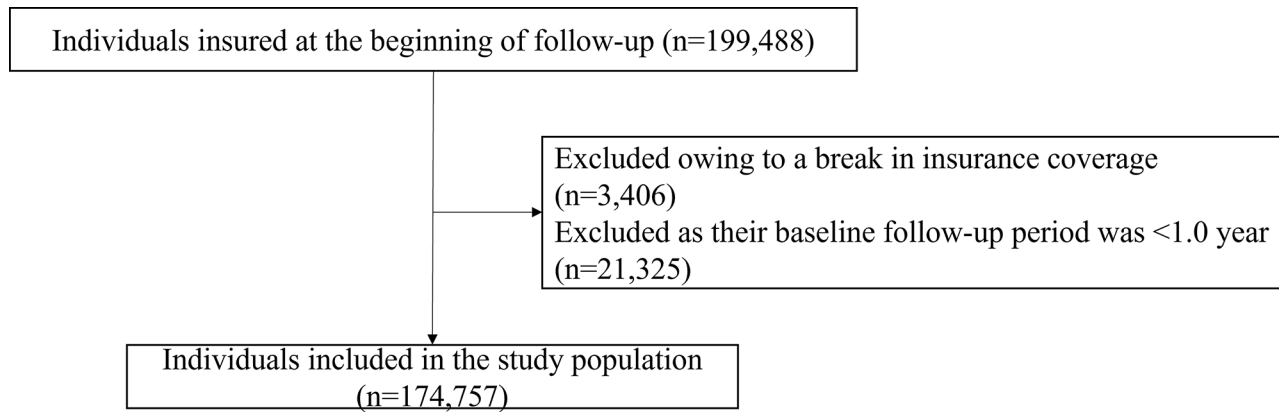 Individuals insured at the beginning of follow-up (n=199,488)
Excluded owing to a break in insurance coverage
(n=3,406)
Excluded as their baseline follow-up period was <1.0 year
(n=21,325)
Individuals included in the study population
(n=174,757)